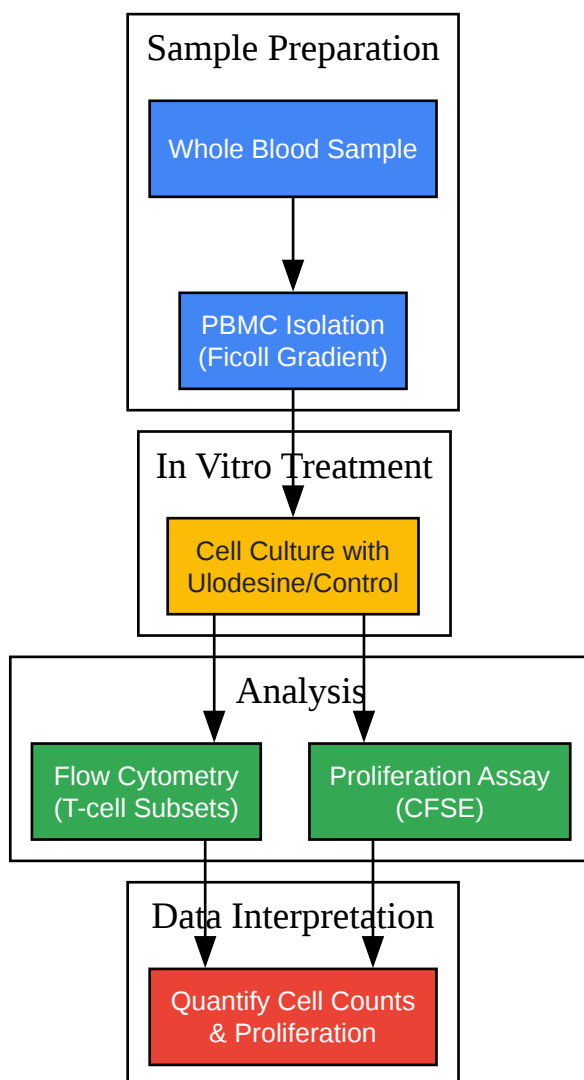 Sample Preparation
Whole Blood Sample
PBMC Isolation
(Ficoll Gradient)
In Vitro Treatment
Cell Culture with
Ulodesine/Control
Analysis
Flow Cytometry
(T-cell Subsets)
Proliferation Assay
(CFSE)
Data Interpretation
Quantify Cell Counts
& Proliferation